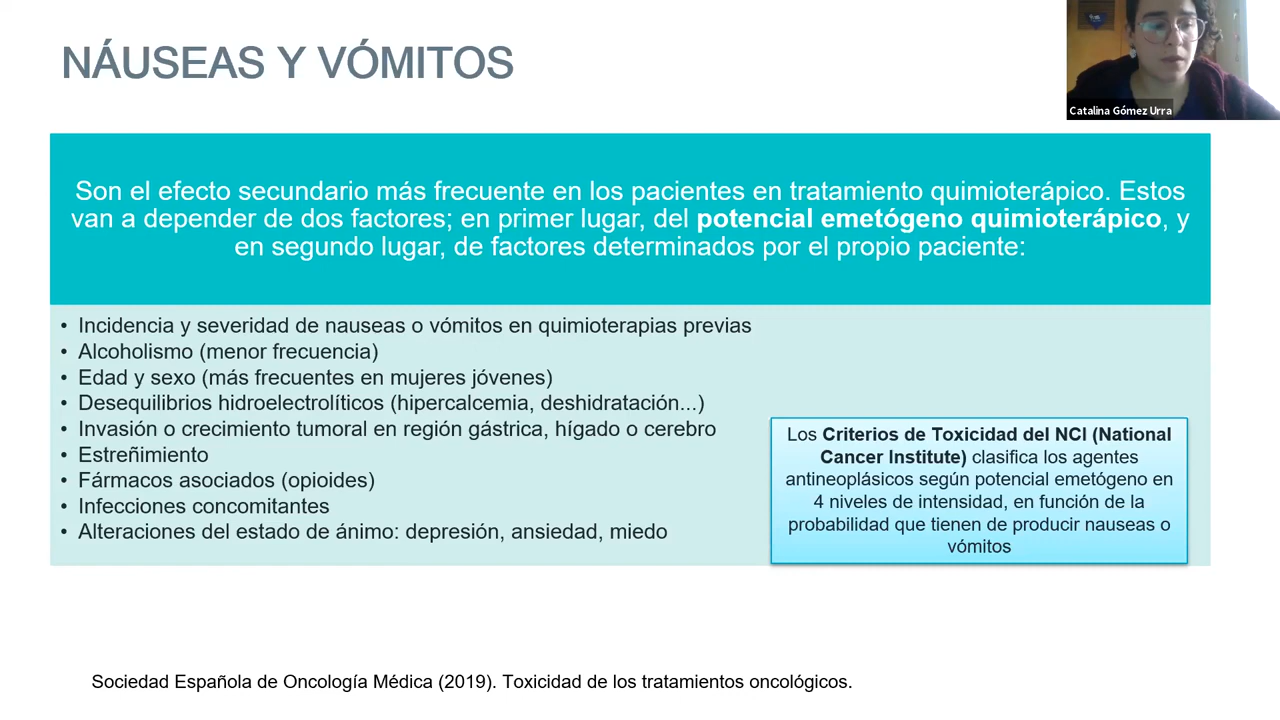 NÁUSEAS Y VÓMITOS
Catalina Gómez Urra
Son el efecto secundario más frecuente en los pacientes en tratamiento quimioterápico. Estos
van a depender de dos factores; en primer lugar, del potencial emetógeno quimioterápico, y
en segundo lugar, de factores determinados por el propio paciente:
• Incidencia y severidad de nauseas o vómitos en quimioterapias previas
• Alcoholismo (menor frecuencia)
• Edad y sexo (más frecuentes en mujeres jóvenes)
• Desequilibrios hidroelectrolíticos (hipercalcemia, deshidratación...)
• Invasión o crecimiento tumoral en región gástrica, hígado o cerebro
• Estreñimiento
• Fármacos asociados (opioides)
• Infecciones concomitantes
• Alteraciones del estado de ánimo: depresión, ansiedad, miedo
Los Criterios de Toxicidad del NCI (National
Cancer Institute) clasifica los agentes
antineoplásicos según potencial emetógeno en
4 niveles de intensidad, en función de la
probabilidad que tienen de producir nauseas o
vómitos
Sociedad Española de Oncología Médica (2019). Toxicidad de los tratamientos oncológicos.